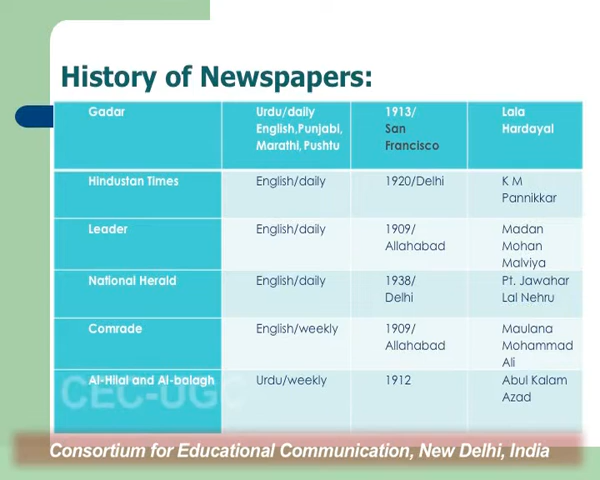 History of Newspapers:
Gadar
Urdu/daily
English,Punjabi,
Marathi, Pushtu
1913/
San
Francisco
Lala
Hardayal
Hindustan Times
English/daily
1920/Delhi
K M
Pannikkar
Leader
English/daily
1909/
Allahabad
Madan
Mohan
Malviya
National Herald
English/daily
1938/
Delhi
Pt. Jawahar
Lal Nehru
Comrade
English/weekly
1909/
Allahabad
Maulana
Mohammad
Ali
Al-Hilal and Al-balagh
Urdu/weekly
1912
Abul Kalam
Azad
CEC-UGC
Consortium for Educational Communication, New Delhi, India